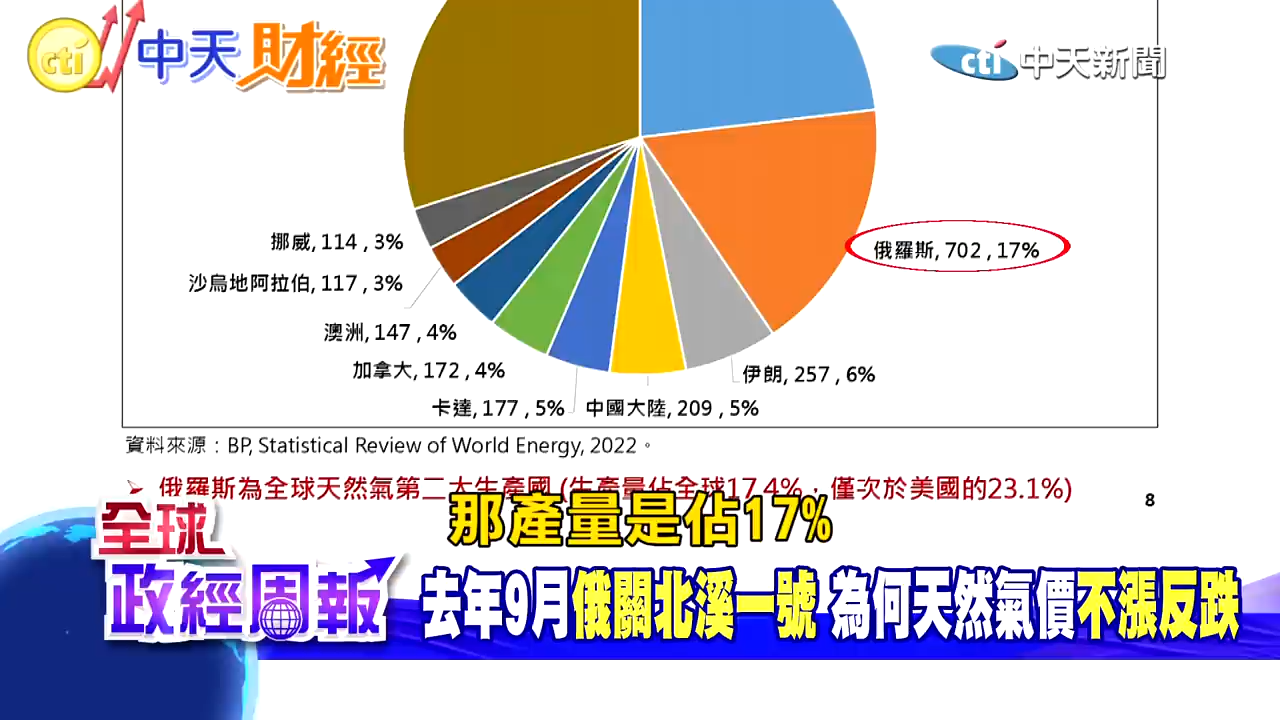 cti 中天財經
cti 中天新聞
俄羅斯, 702 , 17%
挪威, 114 , 3%
沙烏地阿拉伯, 117 , 3%
澳洲, 147 , 4%
加拿大, 172 , 4%
伊朗, 257 , 6%
卡達, 177 , 5%
中國大陸, 209 , 5%
資料來源：BP, Statistical Review of World Energy, 2022。
➢ 俄羅斯為全球天然氣第二大生產國 (生產量佔全球17.4%，僅次於美國的23.1%)
8
那產量是佔17%
全球
政經周報
去年9月俄關北溪一號 為何天然氣價不漲反跌